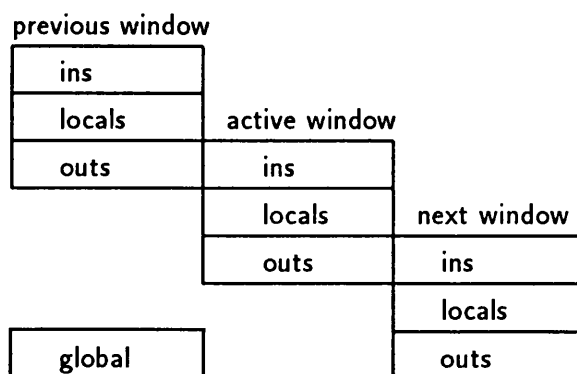 previous window
ins
locals active window
outs ins
locals next window
outs ins
locals
global outs